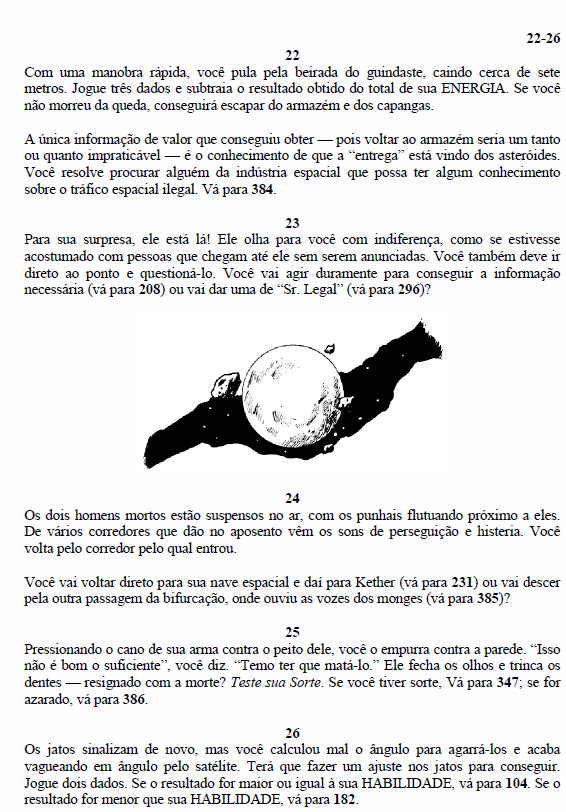 22-26
22
Com uma manobra rápida, você pula pela beirada do guindaste, caindo cerca de sete
metros. Jogue três dados e subtraia o resultado obtido do total de sua ENERGIA. Se você
não morreu da queda, conseguirá escapar do armazém e dos capangas.
A única informação de valor que conseguiu obter — pois voltar ao armazém seria um tanto
ou quanto impraticável — é o conhecimento de que a “entrega” está vindo dos asteróides.
Você resolve procurar alguém da indústria espacial que possa ter algum conhecimento
sobre o tráfico espacial ilegal. Vá para 384.
23
Para sua surpresa, ele está lá! Ele olha para você com indiferença, como se estivesse
acostumado com pessoas que chegam até ele sem serem anunciadas. Você também deve ir
direto ao ponto e questioná-lo. Você vai agir duramente para conseguir a informação
necessária (vá para 208) ou vai dar uma de “Sr. Legal” (vá para 296)?
24
Os dois homens mortos estão suspensos no ar, com os punhais flutuando próximo a eles.
De vários corredores que dão no aposento vêm os sons de perseguição e histeria. Você
volta pelo corredor pelo qual entrou.
Você vai voltar direto para sua nave espacial e daí para Kether (vá para 231) ou vai descer
pela outra passagem da bifurcação, onde ouviu as vozes dos monges (vá para 385)?
25
Pressionando o cano de sua arma contra o peito dele, você o empurra contra a parede. “Isso
não é bom o suficiente”, você diz. “Temo ter que matá-lo.” Ele fecha os olhos e trinca os
dentes — resignado com a morte? Teste sua Sorte. Se você tiver sorte, Vá para 347; se for
azarado, vá para 386.
26
Os jatos sinalizam de novo, mas você calculou mal o ângulo para agarrá-los e acaba
vagueando em ângulo pelo satélite. Terá que fazer um ajuste nos jatos para conseguir.
Jogue dois dados. Se o resultado for maior ou igual à sua HABILIDADE, vá para 104. Se o
resultado for menor que sua HABILIDADE, vá para 182.